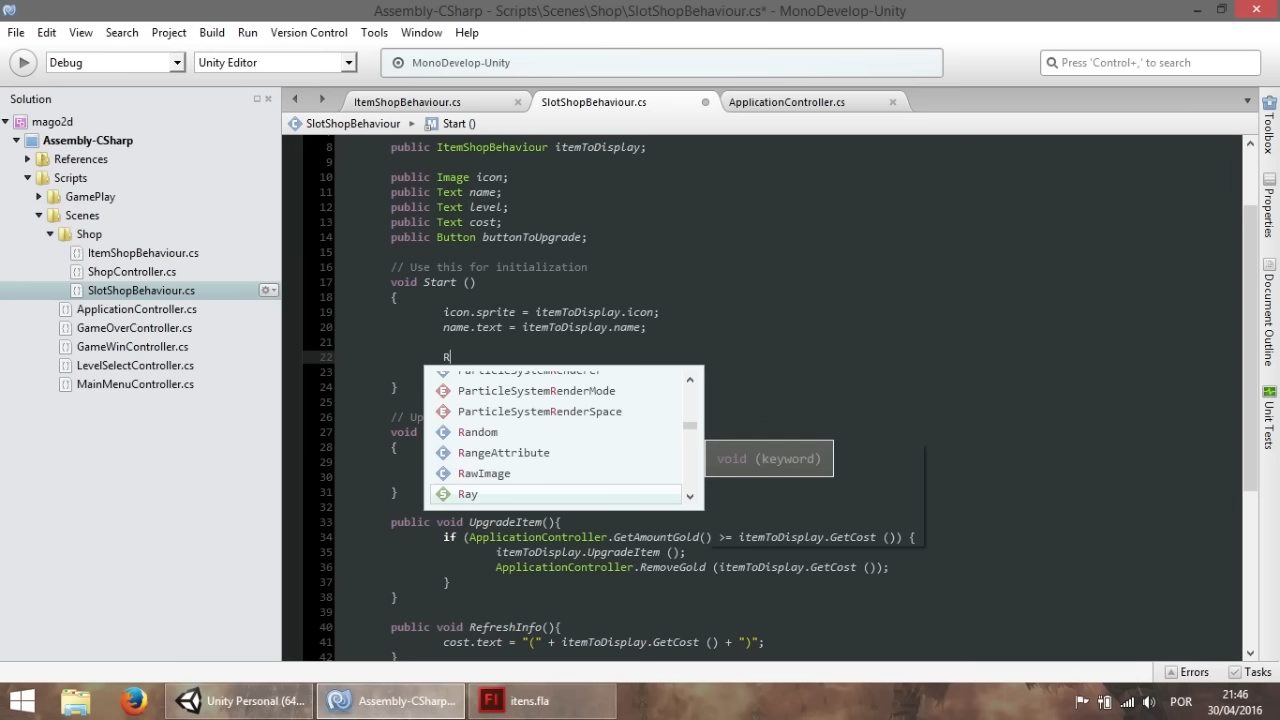 Assembly-CSharp - Scripts\Scenes\Shop\SlotShopBehaviour.cs* - MonoDevelop-Unity
File Edit View Search Project Build Run Version Control Tools Window Help
Debug Unity Editor MonoDevelop-Unity Press 'Control+,' to search
Solution
mago2d
Assembly-CSharp
References
Scripts
GamePlay
Scenes
Shop
ItemShopBehaviour.cs
ShopController.cs
SlotShopBehaviour.cs
ApplicationController.cs
GameOverController.cs
GameWinController.cs
LevelSelectController.cs
MainMenuController.cs
ItemShopBehaviour.cs SlotShopBehaviour.cs ApplicationController.cs
SlotShopBehaviour Start ()
8 public ItemShopBehaviour itemToDisplay;
9
10 public Image icon;
11 public Text name;
12 public Text level;
13 public Text cost;
14 public Button buttonToUpgrade;
15
16 // Use this for initialization
17 void Start ()
18 {
19 icon.sprite = itemToDisplay.icon;
20 name.text = itemToDisplay.name;
21
22 R
23
24 }
25
26 // Up
27 void
28 {
29
30
31 }
32
33 public void UpgradeItem(){
34 if (ApplicationController.GetAmountGold() >= itemToDisplay.GetCost ()) {
35 itemToDisplay.UpgradeItem ();
36 ApplicationController.RemoveGold (itemToDisplay.GetCost ());
37 }
38 }
39
40 public void RefreshInfo(){
41 cost.text = "(" + itemToDisplay.GetCost () + ")";
42 }
ParticleSystemRenderer
ParticleSystemRenderMode
ParticleSystemRenderSpace
Random
RangeAttribute
RawImage
Ray
void (keyword)
Toolbox
Properties
Document Outline
Unit Tests
Errors Tasks
Unity Personal (64... Assembly-CSharp... Fl itens.fla
POR
21:46
30/04/2016